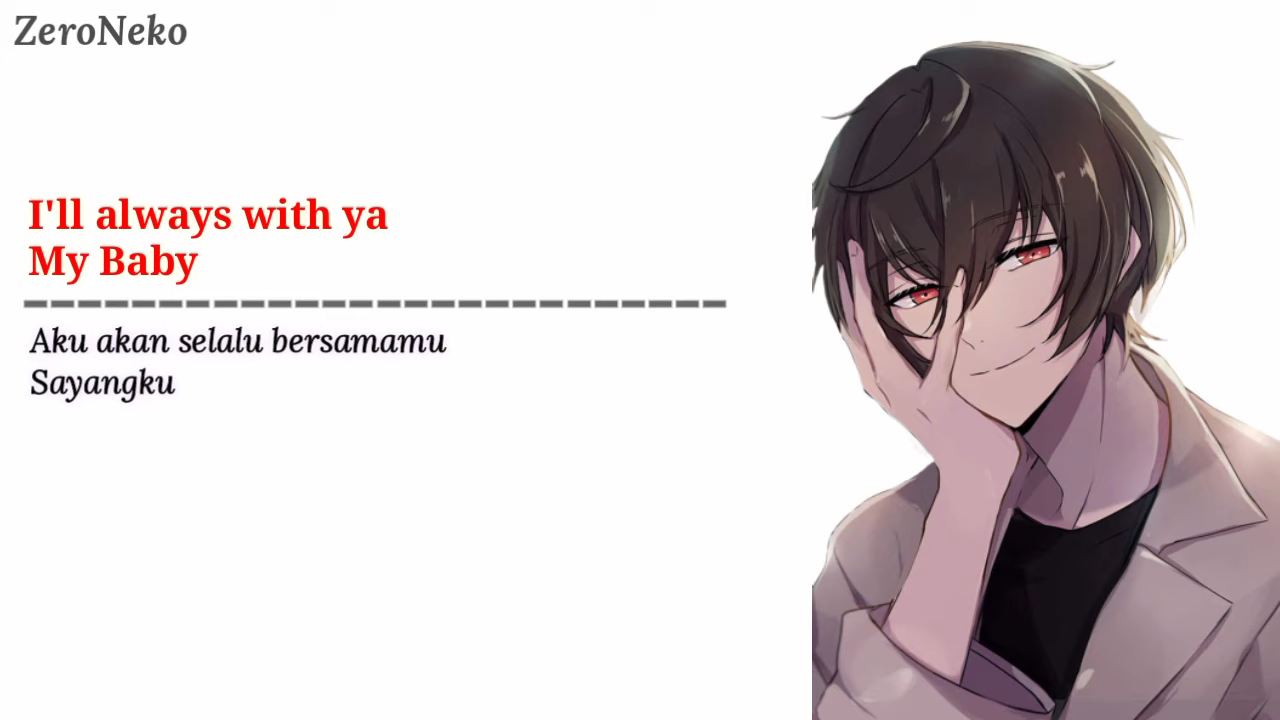 ZeroNeko
I'll always with ya
My Baby
Aku akan selalu bersamamu
Sayangku